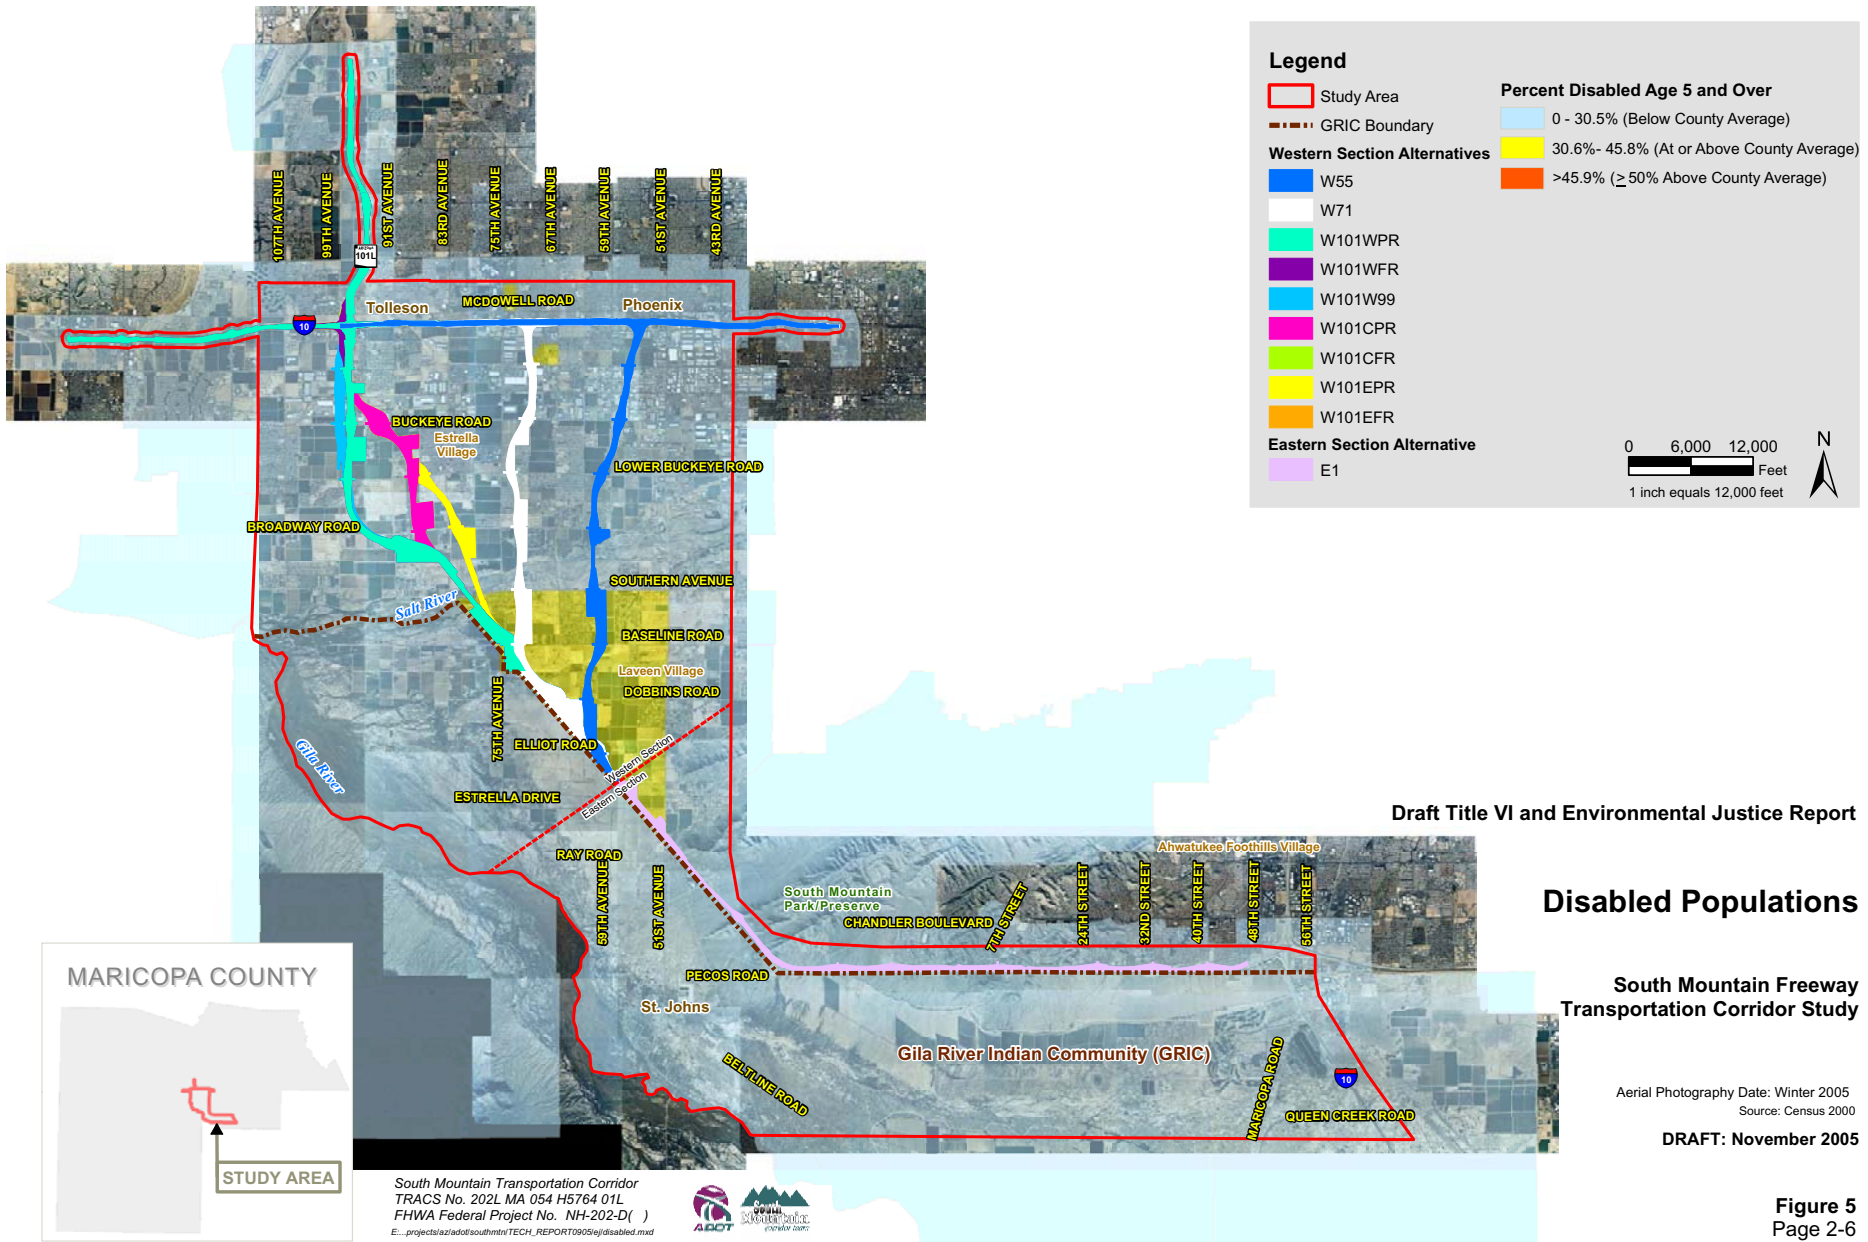 Legend
Study Area
GRIC Boundary
Western Section Alternatives
W55
W71
W101WPR
W101WFR
W101W99
W101CPR
W101CFR
W101EPR
W101EFR
Eastern Section Alternative
E1
Percent Disabled Age 5 and Over
0 - 30.5% (Below County Average)
30.6%- 45.8% (At or Above County Average)
>45.9% (≥ 50% Above County Average)
0 6,000 12,000
Feet
1 inch equals 12,000 feet
N
107TH AVENUE
99TH AVENUE
91ST AVENUE
83RD AVENUE
75TH AVENUE
67TH AVENUE
59TH AVENUE
51ST AVENUE
43RD AVENUE
101L
Tolleson
MCDOWELL ROAD
Phoenix
10
BUCKEYE ROAD
Estrella
Village
LOWER BUCKEYE ROAD
BROADWAY ROAD
SOUTHERN AVENUE
Salt River
BASELINE ROAD
Laveen Village
DOBBINS ROAD
75TH AVENUE
ELLIOT ROAD
Western Section
Eastern Section
Gila River
ESTRELLA DRIVE
RAY ROAD
59TH AVENUE
51ST AVENUE
South Mountain
Park/Preserve
Ahwatukee Foothills Village
CHANDLER BOULEVARD
7TH STREET
24TH STREET
32ND STREET
40TH STREET
48TH STREET
56TH STREET
PECOS ROAD
St. Johns
Gila River Indian Community (GRIC)
BELTLINE ROAD
MARICOPA ROAD
10
QUEEN CREEK ROAD
Draft Title VI and Environmental Justice Report
Disabled Populations
South Mountain Freeway
Transportation Corridor Study
Aerial Photography Date: Winter 2005
Source: Census 2000
DRAFT: November 2005
Figure 5
Page 2-6
MARICOPA COUNTY
STUDY AREA
South Mountain Transportation Corridor
TRACS No. 202L MA 054 H5764 01L
FHWA Federal Project No. NH-202-D( )
E:...projects/az/adot/southmtn/TECH_REPORT0905/ej/disabled.mxd
ADOT
South
Mountain